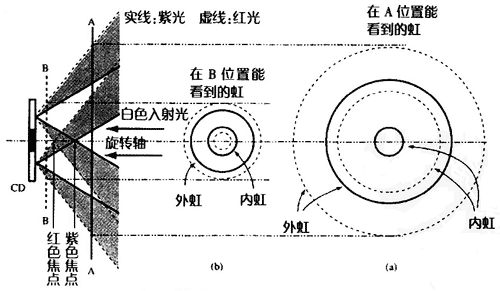 A
实线:紫光 虚线:红光
在 A 位置能
看到的虹
B
在 B 位置能
看到的虹
白色入射光
旋转轴
CD
B
A
外虹
内虹
外虹
内虹
红色焦点
紫色焦点
(b)
(a)